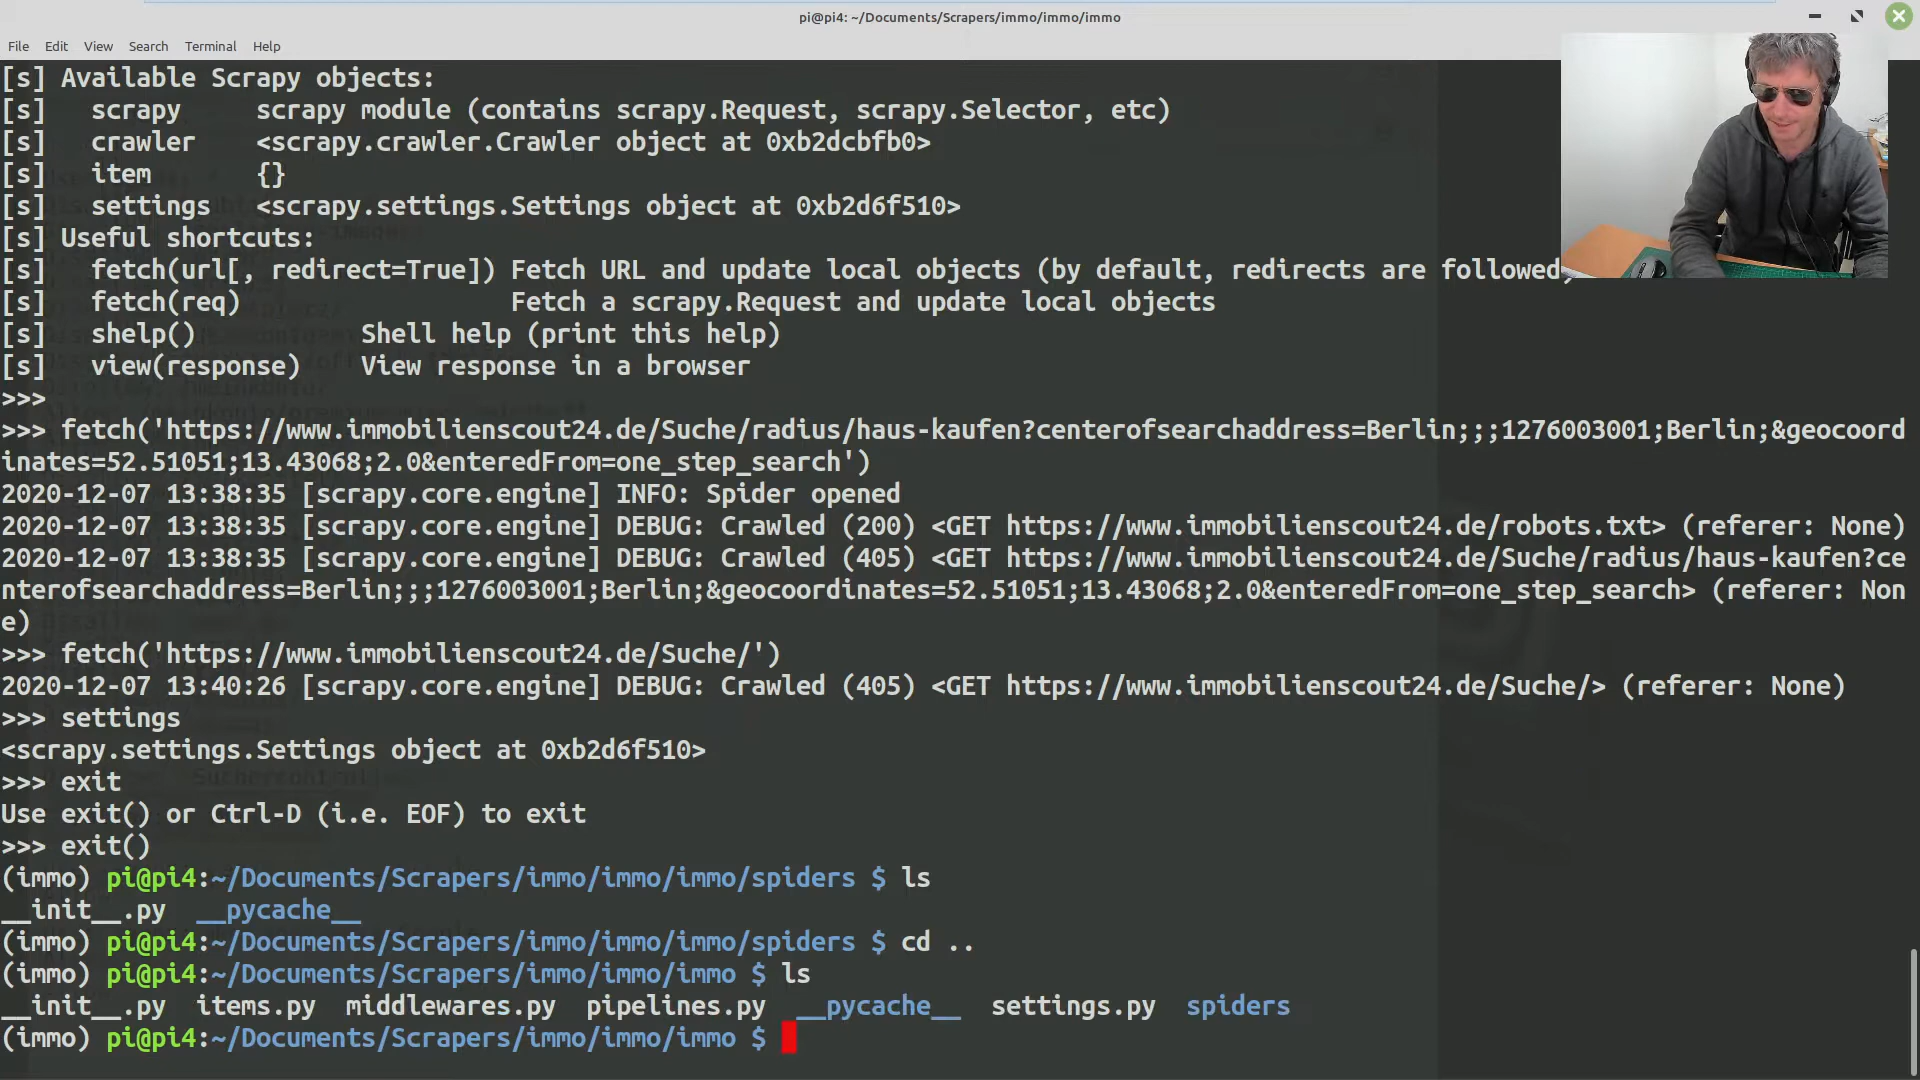 pi@pi4: ~/Documents/Scrapers/immo/immo/immo
File Edit View Search Terminal Help
[s] Available Scrapy objects:
[s]   scrapy     scrapy module (contains scrapy.Request, scrapy.Selector, etc)
[s]   crawler    <scrapy.crawler.Crawler object at 0xb2dcbfb0>
[s]   item       {}
[s]   settings   <scrapy.settings.Settings object at 0xb2d6f510>
[s] Useful shortcuts:
[s]   fetch(url[, redirect=True]) Fetch URL and update local objects (by default, redirects are followed)
[s]   fetch(req)                  Fetch a scrapy.Request and update local objects
[s]   shelp()           Shell help (print this help)
[s]   view(response)    View response in a browser
>>>
>>> fetch('https://www.immobilienscout24.de/Suche/radius/haus-kaufen?centerofsearchaddress=Berlin;;;1276003001;Berlin;&geocoord
inates=52.51051;13.43068;2.0&enteredFrom=one_step_search')
2020-12-07 13:38:35 [scrapy.core.engine] INFO: Spider opened
2020-12-07 13:38:35 [scrapy.core.engine] DEBUG: Crawled (200) <GET https://www.immobilienscout24.de/robots.txt> (referer: None)
2020-12-07 13:38:35 [scrapy.core.engine] DEBUG: Crawled (405) <GET https://www.immobilienscout24.de/Suche/radius/haus-kaufen?ce
nterofsearchaddress=Berlin;;;1276003001;Berlin;&geocoordinates=52.51051;13.43068;2.0&enteredFrom=one_step_search> (referer: Non
e)
>>> fetch('https://www.immobilienscout24.de/Suche/')
2020-12-07 13:40:26 [scrapy.core.engine] DEBUG: Crawled (405) <GET https://www.immobilienscout24.de/Suche/> (referer: None)
>>> settings
<scrapy.settings.Settings object at 0xb2d6f510>
>>> exit
Use exit() or Ctrl-D (i.e. EOF) to exit
>>> exit()
(immo) pi@pi4:~/Documents/Scrapers/immo/immo/immo/spiders $ ls
__init__.py  __pycache__
(immo) pi@pi4:~/Documents/Scrapers/immo/immo/immo/spiders $ cd ..
(immo) pi@pi4:~/Documents/Scrapers/immo/immo/immo $ ls
__init__.py  items.py  middlewares.py  pipelines.py  __pycache__  settings.py  spiders
(immo) pi@pi4:~/Documents/Scrapers/immo/immo/immo $